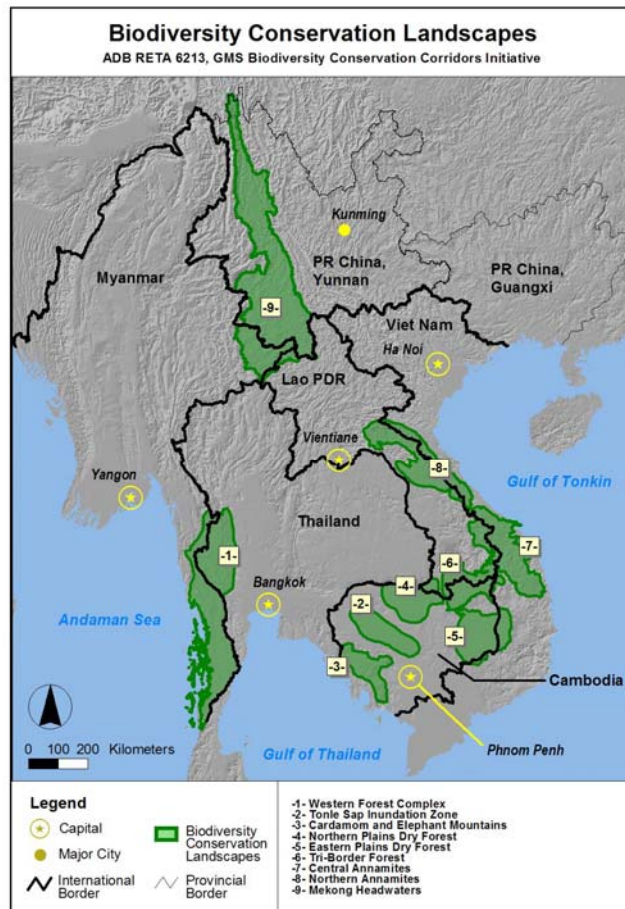 Biodiversity Conservation Landscapes
ADB RETA 6213, GMS Biodiversity Conservation Corridors Initiative
Kunming
PR China,
Yunnan
PR China,
Guangxi
Myanmar
-9-
Viet Nam
Ha Noi
Lao PDR
Vientiane
-8-
Yangon
Gulf of Tonkin
Thailand
-7-
-1-
-6-
Bangkok
-4-
-2-
Andaman Sea
-5-
-3-
Cambodia
0 100 200 Kilometers
Gulf of Thailand
Phnom Penh
Legend
Capital
Major City
International
Border
Biodiversity
Conservation
Landscapes
Provincial
Border
-1- Western Forest Complex
-2- Tonle Sap Inundation Zone
-3- Cardamom and Elephant Mountains
-4- Northern Plains Dry Forest
-5- Eastern Plains Dry Forest
-6- Tri-Border Forest
-7- Central Annamites
-8- Northern Annamites
-9- Mekong Headwaters